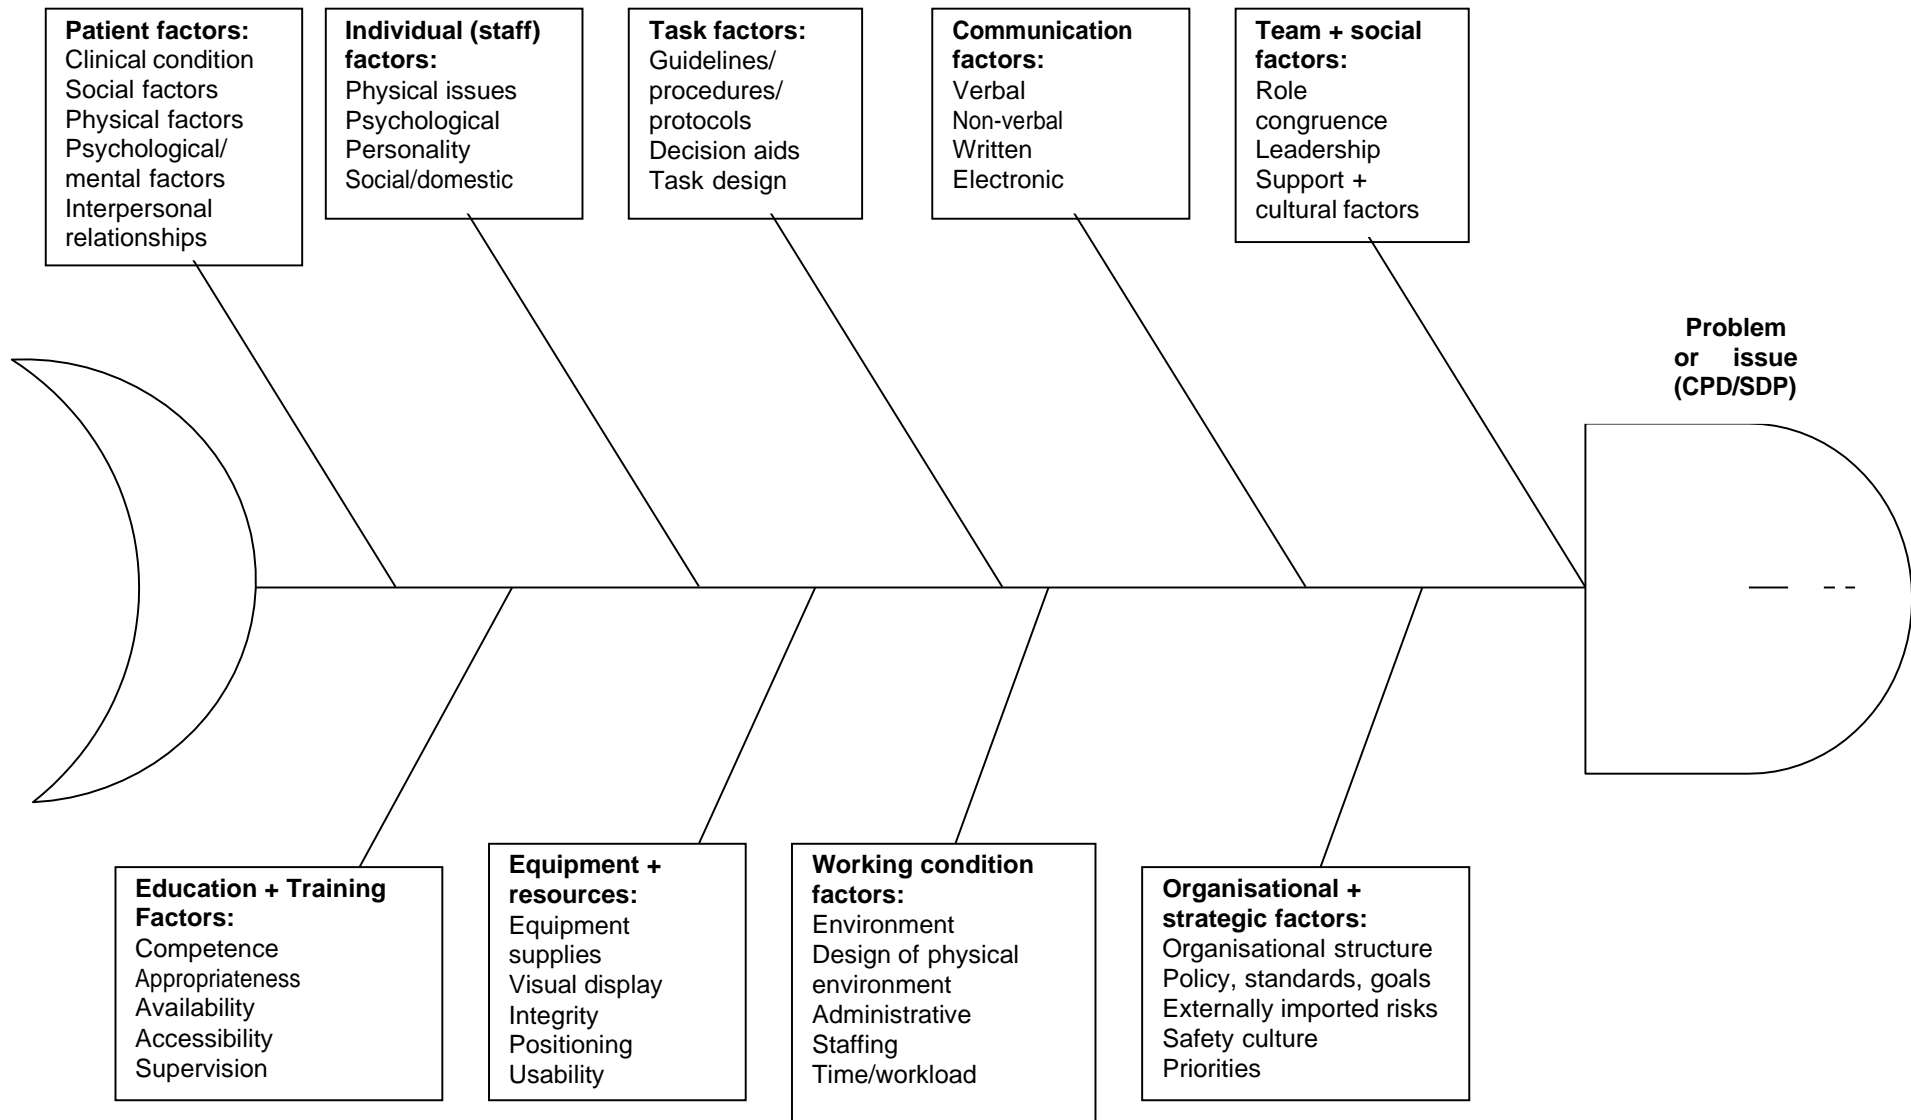 Patient factors:
Clinical condition
Social factors
Physical factors
Psychological/
mental factors
Interpersonal
relationships
Individual (staff)
factors:
Physical issues
Psychological
Personality
Social/domestic
Task factors:
Guidelines/
procedures/
protocols
Decision aids
Task design
Communication
factors:
Verbal
Non-verbal
Written
Electronic
Team + social
factors:
Role
congruence
Leadership
Support +
cultural factors
Problem
or issue
(CPD/SDP)
Education + Training
Factors:
Competence
Appropriateness
Availability
Accessibility
Supervision
Equipment +
resources:
Equipment
supplies
Visual display
Integrity
Positioning
Usability
Working condition
factors:
Environment
Design of physical
environment
Administrative
Staffing
Time/workload
Organisational +
strategic factors:
Organisational structure
Policy, standards, goals
Externally imported risks
Safety culture
Priorities